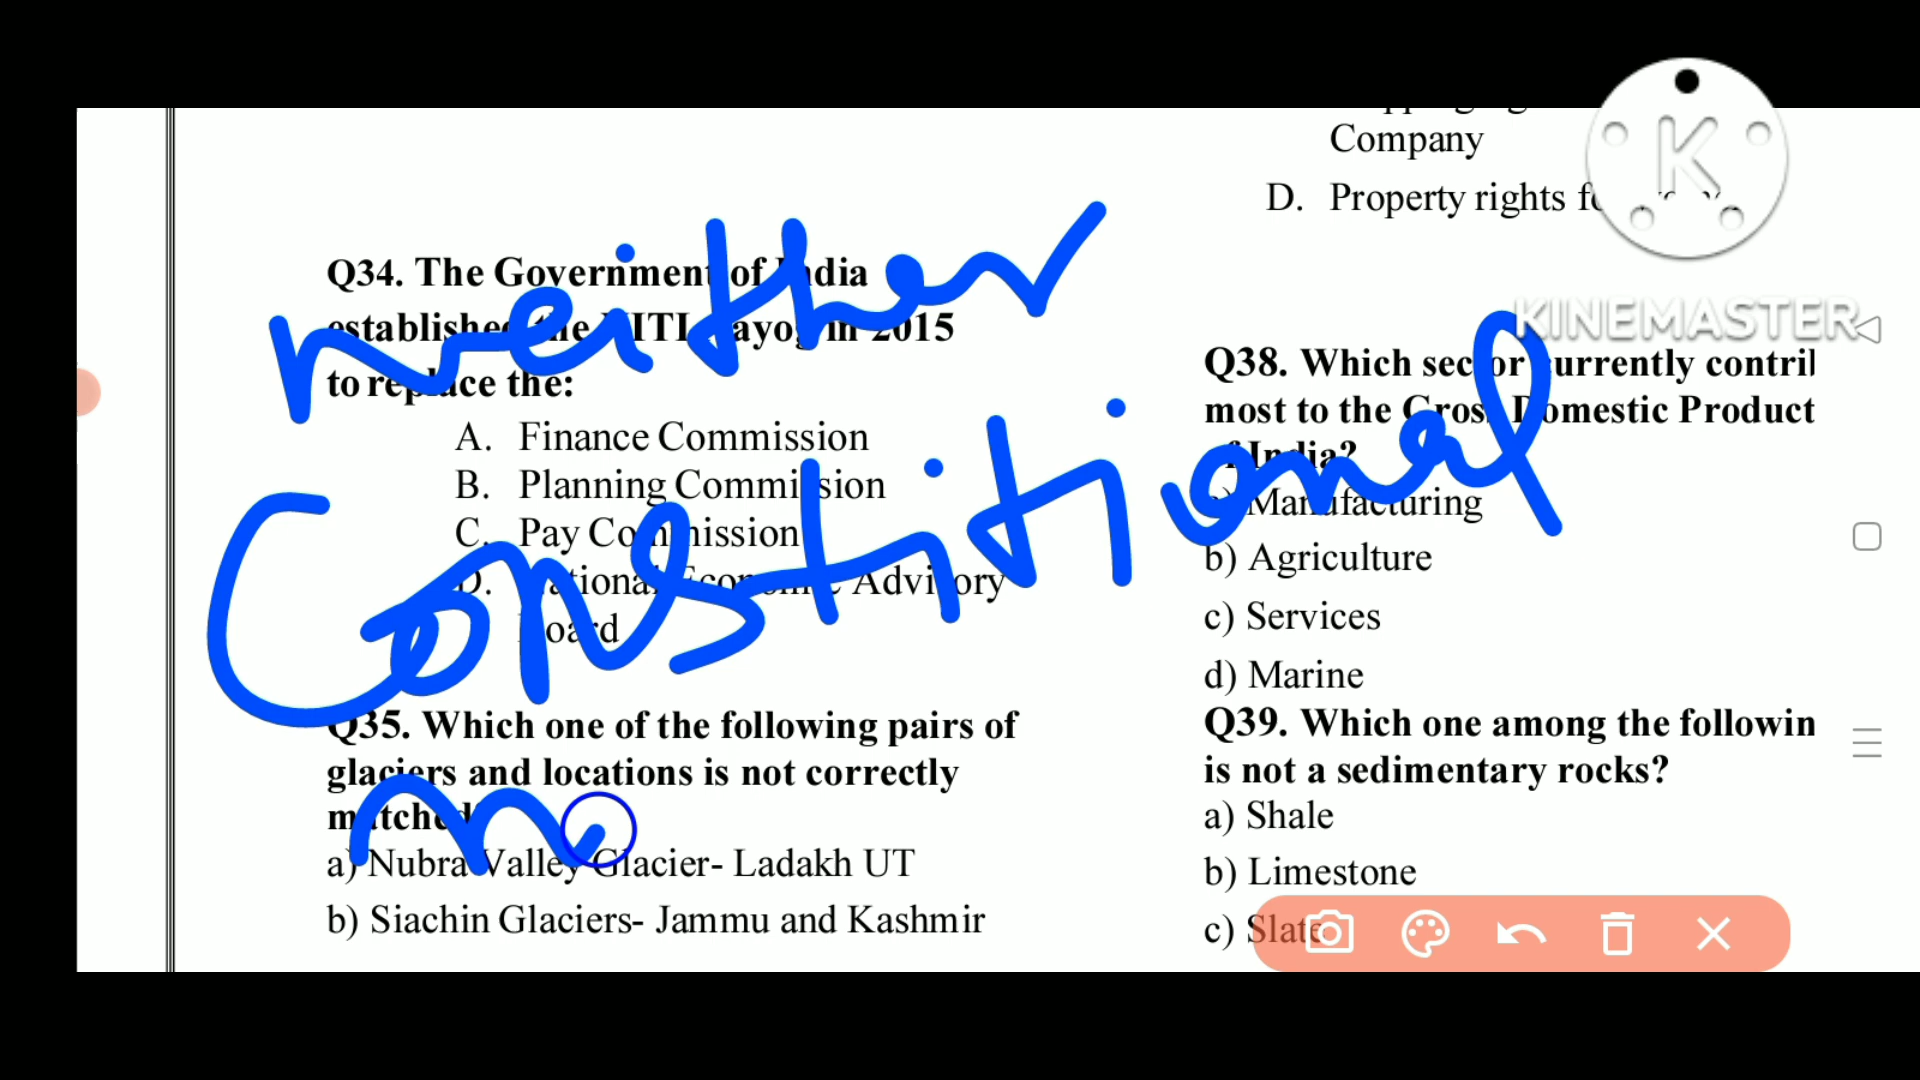 Company
D. Property rights
Q34. The Government of India
established the NITI Aayog in 2015
to replace the:
A. Finance Commission
B. Planning Commission
C. Pay Commission
D. National Economic Advisory
Board
Q35. Which one of the following pairs of
glaciers and locations is not correctly
matched?
a) Nubra Valley Glacier- Ladakh UT
b) Siachin Glaciers- Jammu and Kashmir
neither
Constitional
K
KINEMASTER
Q38. Which sector currently contri
most to the Gross Domestic Product
of India?
a) Manufacturing
b) Agriculture
c) Services
d) Marine
Q39. Which one among the followin
is not a sedimentary rocks?
a) Shale
b) Limestone
c) Slate